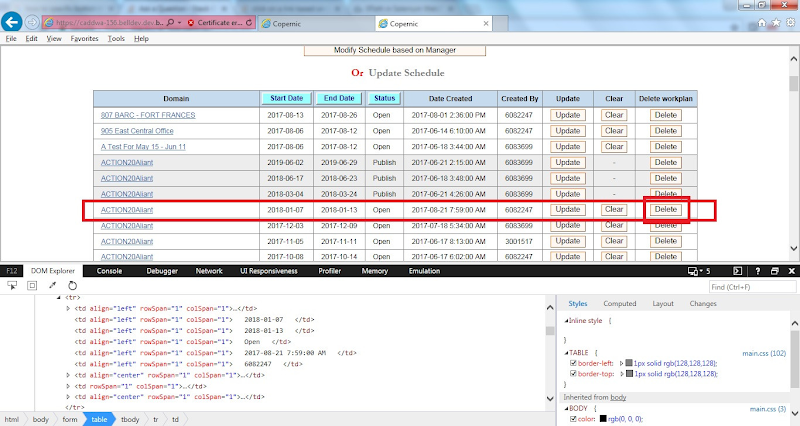 https://caddwa-156.belldev.dev.b...
Certificate er...
Copernic
Copernic
File Edit View Favorites Tools Help
Modify Schedule based on Manager
Or Update Schedule
Domain Start Date End Date Status Date Created Created By Update Clear Delete workplan
807 BARC - FORT FRANCES 2017-08-13 2017-08-26 Open 2017-08-01 2:36:00 PM 6082247 Update Clear Delete
905 East Central Office 2017-08-06 2017-08-12 Open 2017-06-14 6:10:00 AM 6082247 Update Clear Delete
A Test For May 15 - Jun 11 2017-08-06 2017-08-12 Open 2017-06-18 3:44:00 AM 6083699 Update Clear Delete
ACTION20Aliant 2019-06-02 2019-06-29 Publish 2017-06-21 2:15:00 AM 6083699 Update - Delete
ACTION20Aliant 2018-06-17 2018-06-23 Publish 2017-06-18 3:48:00 AM 6083699 Update - Delete
ACTION20Aliant 2018-03-04 2018-03-24 Publish 2017-06-21 4:26:00 AM 6083699 Update - Delete
ACTION20Aliant 2018-01-07 2018-01-13 Open 2017-08-21 7:59:00 AM 6082247 Update Clear Delete
ACTION20Aliant 2017-12-03 2017-12-09 Open 2017-07-18 5:34:00 AM 6083699 Update Clear Delete
ACTION20Aliant 2017-11-05 2017-11-11 Open 2017-06-17 8:13:00 AM 3001517 Update Clear Delete
ACTION20Aliant 2017-10-08 2017-10-14 Open 2017-06-17 6:02:00 AM 6082247 Update Clear Delete
F12 DOM Explorer Console Debugger Network UI Responsiveness Profiler Memory Emulation 5 ?
Find (Ctrl+F)
<tr>
<td align="left" rowSpan="1" colSpan="1">…</td>
<td align="left" rowSpan="1" colSpan="1"> 2018-01-07 </td>
<td align="left" rowSpan="1" colSpan="1"> 2018-01-13 </td>
<td align="left" rowSpan="1" colSpan="1"> Open </td>
<td align="left" rowSpan="1" colSpan="1"> 2017-08-21 7:59:00 AM </td>
<td align="left" rowSpan="1" colSpan="1"> 6082247 </td>
<td align="center" rowSpan="1" colSpan="1">…</td>
<td rowSpan="1" colSpan="1">…</td>
<td align="center" rowSpan="1" colSpan="1">…</td>
</tr>
html body form table tbody tr td
Styles Computed Layout Changes
Inline style {
}
TABLE { main.css (102)
border-left: 1px solid rgb(128,128,128);
border-top: 1px solid rgb(128,128,128);
Inherited from body
BODY { main.css (3)
color: rgb(0, 0, 0);